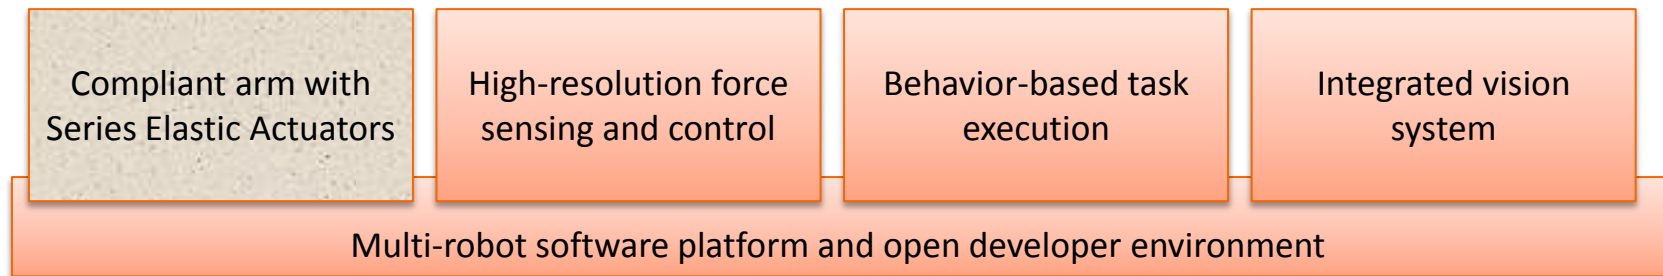 Compliant arm with
Series Elastic Actuators
High-resolution force
sensing and control
Behavior-based task
execution
Integrated vision
system
Multi-robot software platform and open developer environment